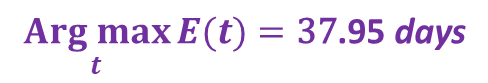 Arg max E(t) = 37.95 days
t